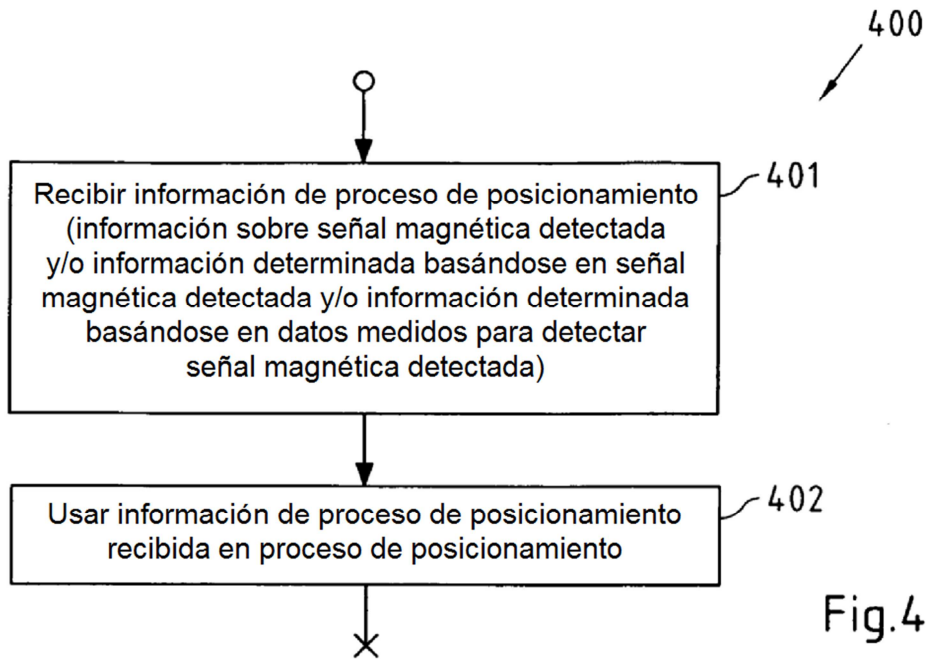 400
401
Recibir información de proceso de posicionamiento
(información sobre señal magnética detectada
y/o información determinada basándose en señal
magnética detectada y/o información determinada
basándose en datos medidos para detectar
señal magnética detectada)
402
Usar información de proceso de posicionamiento
recibida en proceso de posicionamiento
Fig.4